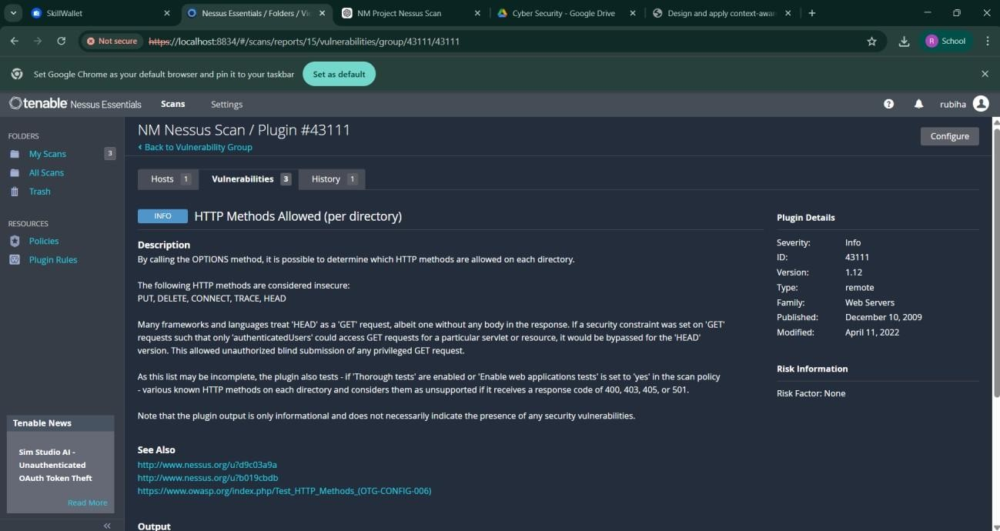 SkillWallet
Nessus Essentials / Folders / Vi
NM Project Nessus Scan
Cyber Security - Google Drive
Design and apply context-awar
Not secure
https://localhost:8834/#/scans/reports/15/vulnerabilities/group/43111/43111
R School
Set Google Chrome as your default browser and pin it to your taskbar
Set as default
tenable Nessus Essentials
Scans
Settings
rubiha
FOLDERS
My Scans 3
All Scans
Trash
RESOURCES
Policies
Plugin Rules
Tenable News
Sim Studio AI -
Unauthenticated
OAuth Token Theft
Read More
NM Nessus Scan / Plugin #43111
Back to Vulnerability Group
Configure
Hosts 1
Vulnerabilities 3
History 1
INFO HTTP Methods Allowed (per directory)
Description
By calling the OPTIONS method, it is possible to determine which HTTP methods are allowed on each directory.
The following HTTP methods are considered insecure:
PUT, DELETE, CONNECT, TRACE, HEAD
Many frameworks and languages treat 'HEAD' as a 'GET' request, albeit one without any body in the response. If a security constraint was set on 'GET'
requests such that only 'authenticatedUsers' could access GET requests for a particular servlet or resource, it would be bypassed for the 'HEAD'
version. This allowed unauthorized blind submission of any privileged GET request.
As this list may be incomplete, the plugin also tests - if 'Thorough tests' are enabled or 'Enable web applications tests' is set to 'yes' in the scan policy
- various known HTTP methods on each directory and considers them as unsupported if it receives a response code of 400, 403, 405, or 501.
Note that the plugin output is only informational and does not necessarily indicate the presence of any security vulnerabilities.
See Also
http://www.nessus.org/u?d9c03a9a
http://www.nessus.org/u?b019cbdb
https://www.owasp.org/index.php/Test_HTTP_Methods_(OTG-CONFIG-006)
Output
Plugin Details
Severity: Info
ID: 43111
Version: 1.12
Type: remote
Family: Web Servers
Published: December 10, 2009
Modified: April 11, 2022
Risk Information
Risk Factor: None